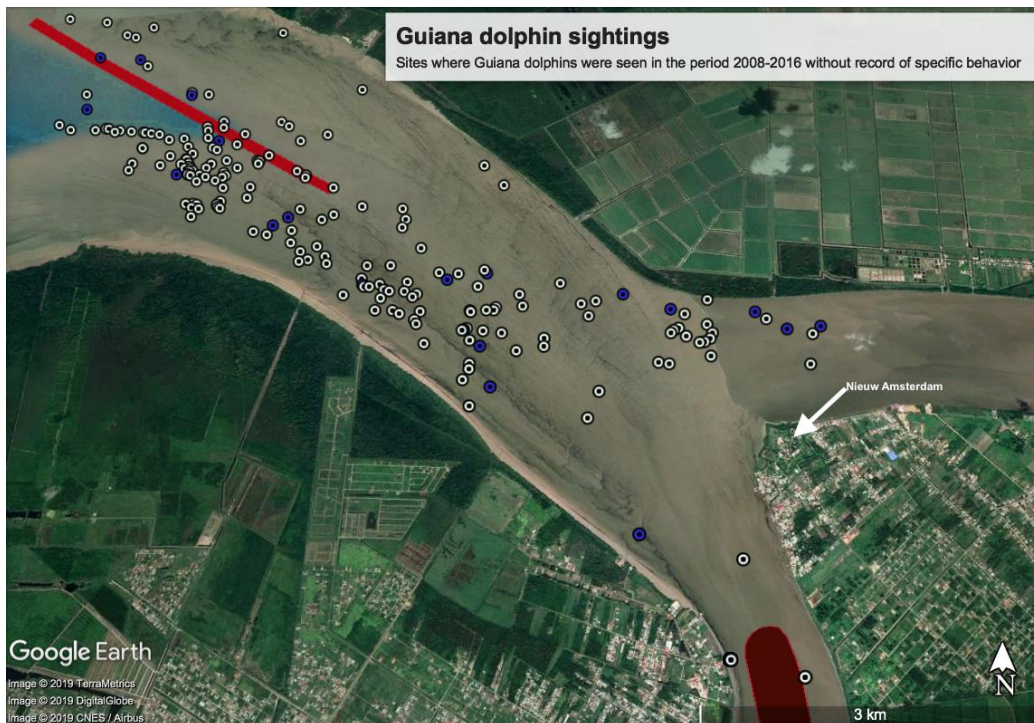 Guiana dolphin sightings
Sites where Guiana dolphins were seen in the period 2008-2016 without record of specific behavior
Nieuw Amsterdam
Google Earth
Image © 2019 TerraMetrics
Image © 2019 DigitalGlobe
Image © 2019 CNES / Airbus
N
3 km